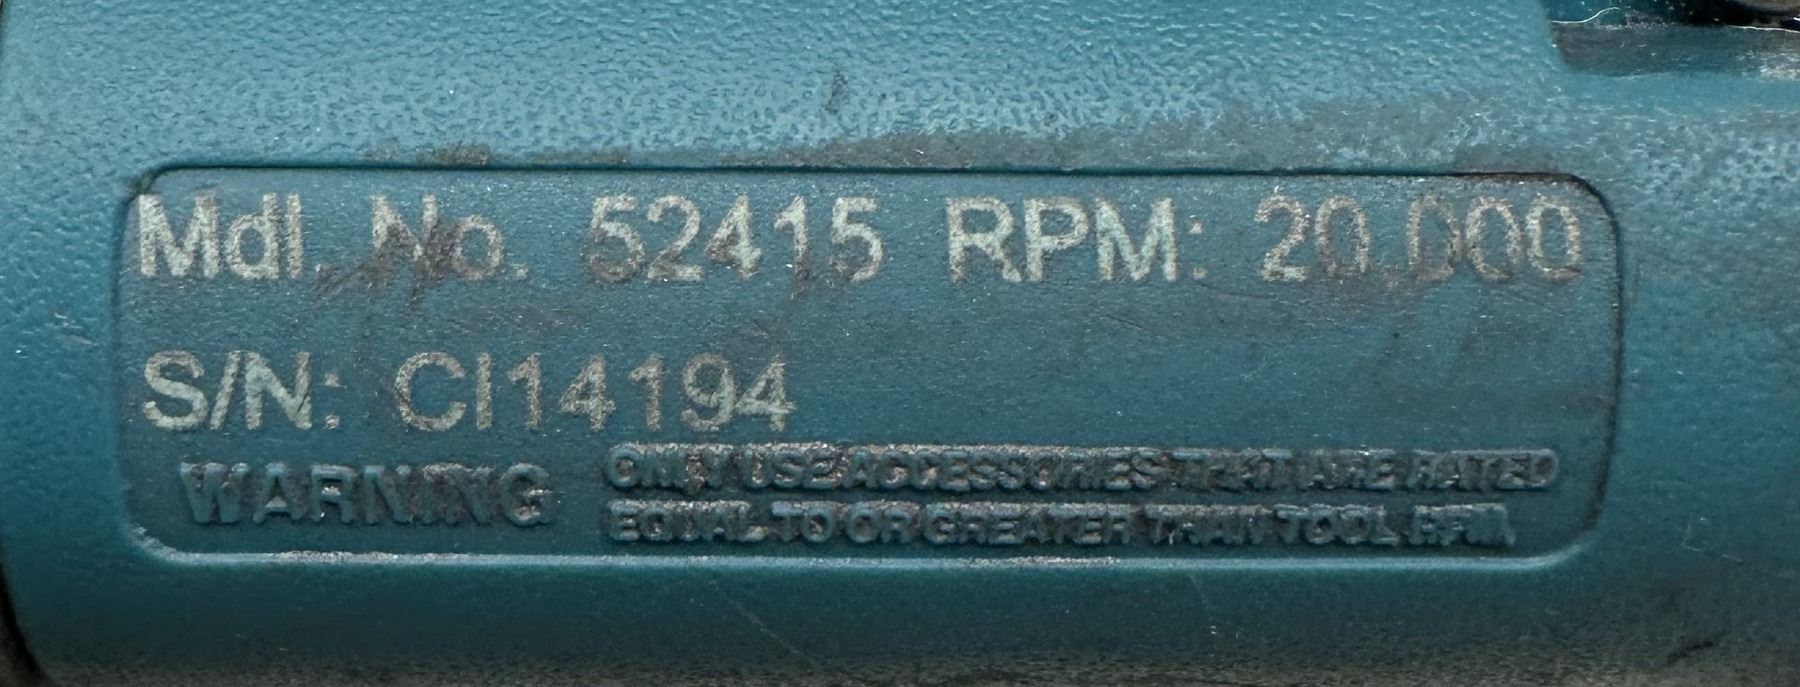 Mdl. No. 52415 RPM: 20,000
S/N: CI14194
WARNING
ONLY USE ACCESSORIES THAT ARE RATED
EQUAL TO OR GREATER THAN TOOL RPM